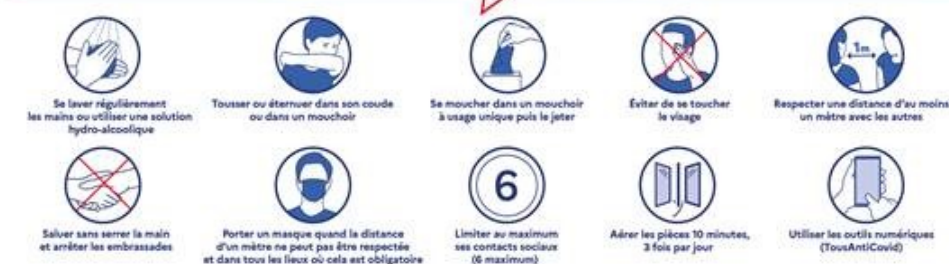 1m
Se laver régulièrement
les mains ou utiliser une solution
hydro-alcoolique
Tousser ou éternuer dans son coude
ou dans un mouchoir
Se moucher dans un mouchoir
à usage unique puis le jeter
Éviter de se toucher
le visage
Respecter une distance d'au moins
un mètre avec les autres
6
Saluer sans serrer la main
et arrêter les embrassades
Porter un masque quand la distance
d'un mètre ne peut pas être respectée
et dans tous les lieux où cela est obligatoire
Limiter au maximum
ses contacts sociaux
(6 maximum)
Aérer les pièces 10 minutes,
3 fois par jour
Utiliser les outils numériques
(TousAntiCovid)